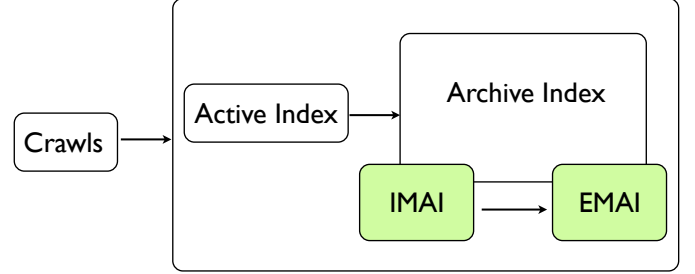 Crawls
Active Index
Archive Index
IMAI
EMAI